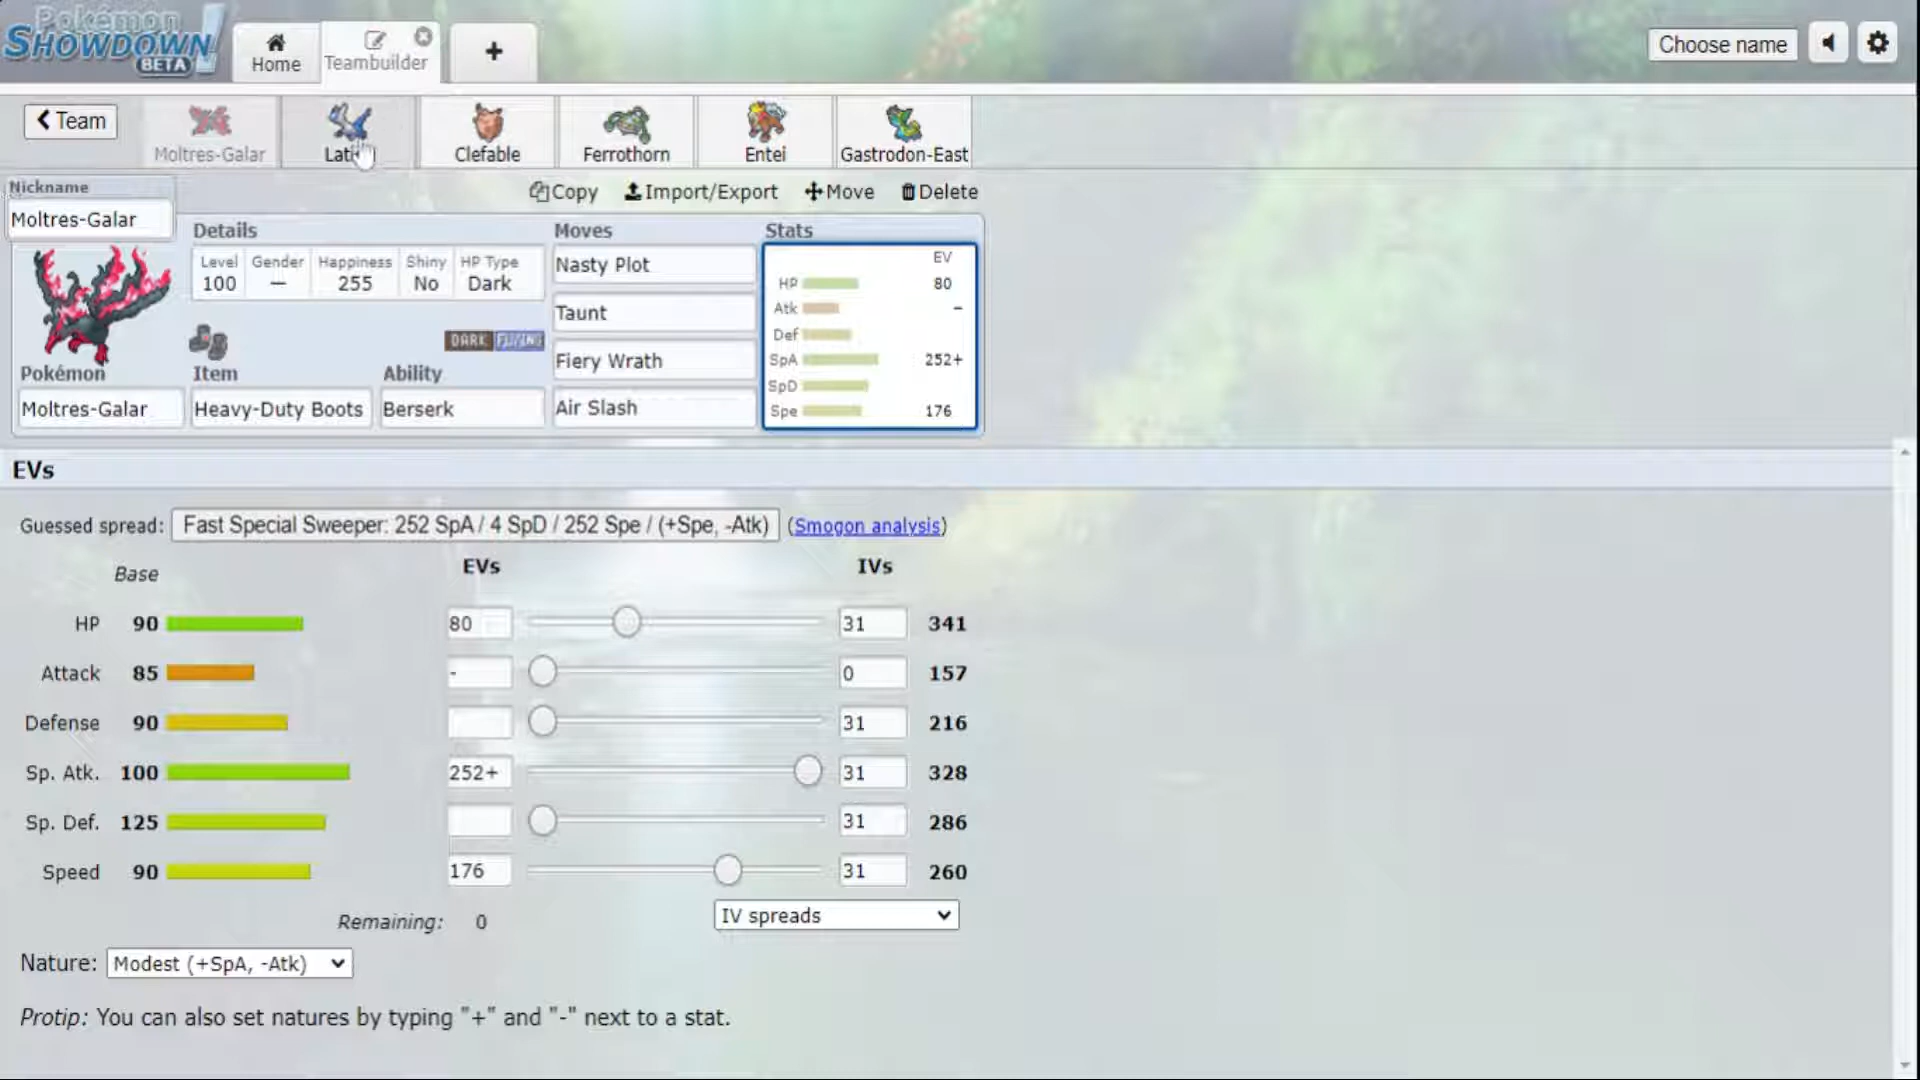 Pokémon
SHOWDOWN!
BETA
Home
Teambuilder
+
Choose name
Team
Moltres-Galar
Clefable
Ferrothorn
Entei
Gastrodon-East
Copy
Import/Export
Move
Delete
Nickname
Moltres-Galar
Details
Level Gender Happiness Shiny HP Type
100 — 255 No Dark
DARK FLYING
Pokémon
Moltres-Galar
Item
Heavy-Duty Boots
Ability
Berserk
Moves
Nasty Plot
Taunt
Fiery Wrath
Air Slash
Stats
EV
HP 80
Atk -
Def
SpA 252+
SpD
Spe 176
EVs
Guessed spread: Fast Special Sweeper: 252 SpA / 4 SpD / 252 Spe / (+Spe, -Atk) (Smogon analysis)
Base EVs IVs
HP 90 80 31 341
Attack 85 - 0 157
Defense 90 31 216
Sp. Atk. 100 252+ 31 328
Sp. Def. 125 31 286
Speed 90 176 31 260
Remaining: 0 IV spreads
Nature: Modest (+SpA, -Atk)
Protip: You can also set natures by typing "+" and "-" next to a stat.